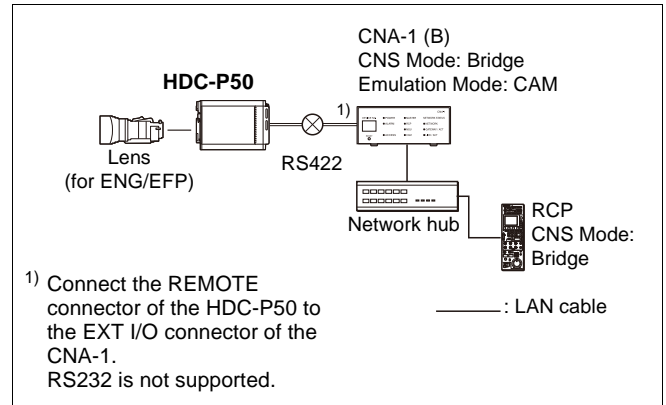 CNA-1 (B)
CNS Mode: Bridge
Emulation Mode: CAM
HDC-P50
1)
Lens
(for ENG/EFP)
RS422
Network hub
RCP
CNS Mode:
Bridge
1) Connect the REMOTE
connector of the HDC-P50 to
the EXT I/O connector of the
CNA-1.
RS232 is not supported.
: LAN cable